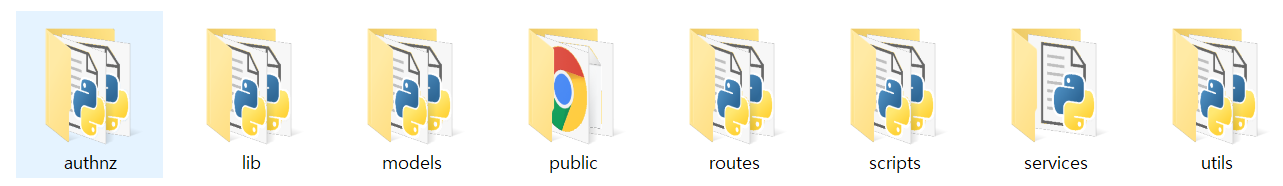 authnz lib models public routes scripts services utils